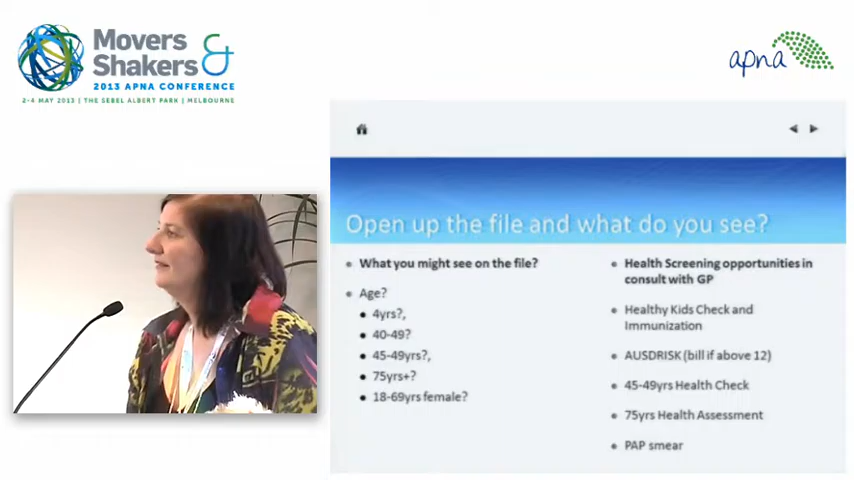 Movers
Shakers &
2013 APNA CONFERENCE
2-4 MAY 2013 | THE SEBEL ALBERT PARK | MELBOURNE
apna
Open up the file and what do you see?
What you might see on the file?
Age?
4yrs?,
40-49?
45-49yrs?,
75yrs+?
18-69yrs female?
Health Screening opportunities in
consult with GP
Healthy Kids Check and
Immunization
AUSDRISK (bill if above 12)
45-49yrs Health Check
75yrs Health Assessment
PAP smear